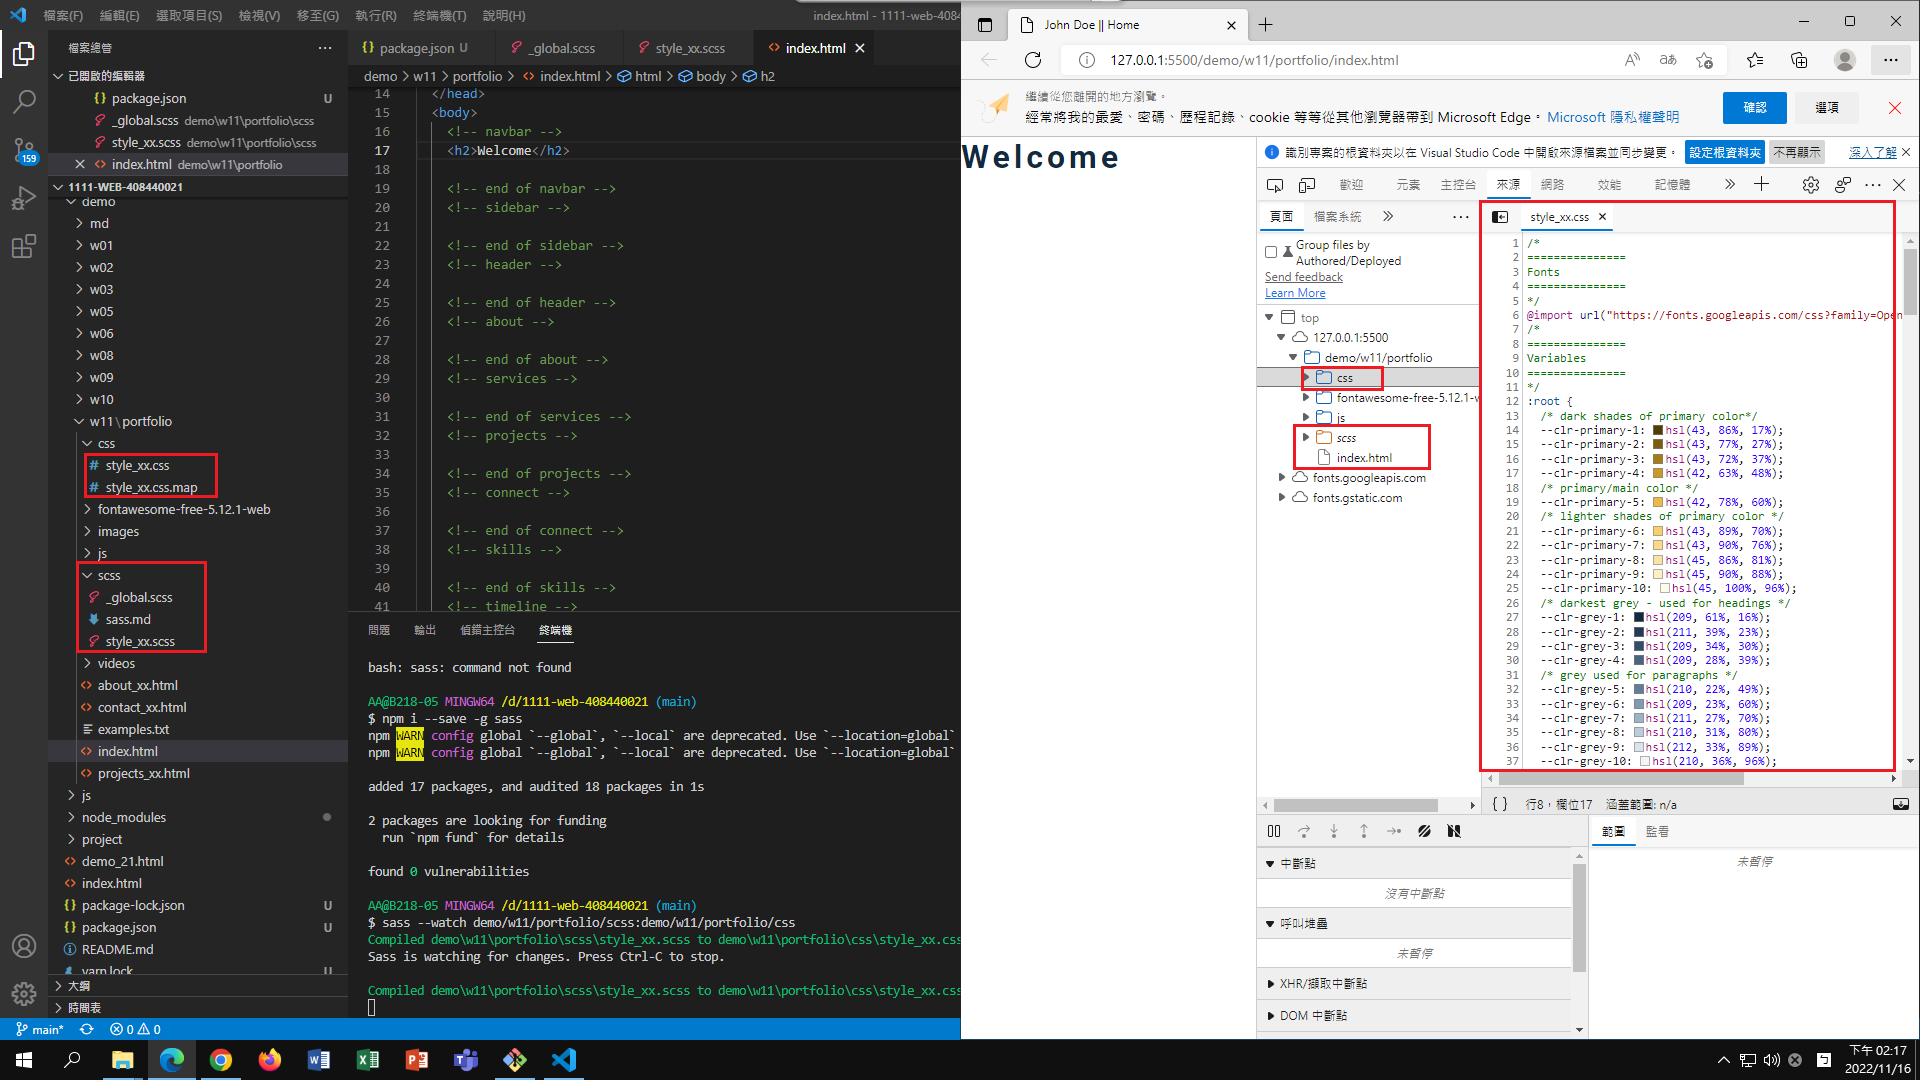 檔案(F) 編輯(E) 選取項目(S) 檢視(V) 移至(G) 執行(R) 終端機(T) 說明(H) index.html - 1111-web-4084
檔案總管
已開啟的編輯器
package.json U
_global.scss demo\w11\portfolio\scss
style_xx.scss demo\w11\portfolio\scss
index.html demo\w11\portfolio
1111-WEB-408440021
demo
md
w01
w02
w03
w05
w06
w08
w09
w10
w11\portfolio
css
style_xx.css
style_xx.css.map
fontawesome-free-5.12.1-web
images
js
scss
_global.scss
sass.md
style_xx.scss
videos
about_xx.html
contact_xx.html
examples.txt
index.html
projects_xx.html
js
node_modules
project
demo_21.html
index.html
package-lock.json U
package.json U
README.md
yarn.lock U
大綱
時間表
159
package.json U _global.scss style_xx.scss index.html
demo > w11 > portfolio > index.html > html > body > h2
14 </head>
15 <body>
16 <!-- navbar -->
17 <h2>Welcome</h2>
18
19 <!-- end of navbar -->
20 <!-- sidebar -->
21
22 <!-- end of sidebar -->
23 <!-- header -->
24
25 <!-- end of header -->
26 <!-- about -->
27
28 <!-- end of about -->
29 <!-- services -->
30
31 <!-- end of services -->
32 <!-- projects -->
33
34 <!-- end of projects -->
35 <!-- connect -->
36
37 <!-- end of connect -->
38 <!-- skills -->
39
40 <!-- end of skills -->
41 <!-- timeline -->
問題 輸出 偵錯主控台 終端機
bash: sass: command not found
AA@B218-05 MINGW64 /d/1111-web-408440021 (main)
$ npm i --save -g sass
npm WARN config global `--global`, `--local` are deprecated. Use `--location=global`
npm WARN config global `--global`, `--local` are deprecated. Use `--location=global`
added 17 packages, and audited 18 packages in 1s
2 packages are looking for funding
run `npm fund` for details
found 0 vulnerabilities
AA@B218-05 MINGW64 /d/1111-web-408440021 (main)
$ sass --watch demo/w11/portfolio/scss:demo/w11/portfolio/css
Compiled demo\w11\portfolio\scss\style_xx.scss to demo\w11\portfolio\css\style_xx.css
Sass is watching for changes. Press Ctrl-C to stop.
Compiled demo\w11\portfolio\scss\style_xx.scss to demo\w11\portfolio\css\style_xx.css
main* 0 0
John Doe || Home
127.0.0.1:5500/demo/w11/portfolio/index.html
繼續從您離開的地方瀏覽。
經常將我的最愛、密碼、歷程記錄、cookie 等等從其他瀏覽器帶到 Microsoft Edge。 Microsoft 隱私權聲明
確認 選項
Welcome
識別專案的根資料夾以在 Visual Studio Code 中開啟來源檔案並同步變更。 設定根資料夾 不再顯示 深入了解
歡迎 元素 主控台 來源 網路 效能 記憶體
頁面 檔案系統
Group files by
Authored/Deployed
Send feedback
Learn More
top
127.0.0.1:5500
demo/w11/portfolio
css
fontawesome-free-5.12.1-w
js
scss
index.html
fonts.googleapis.com
fonts.gstatic.com
style_xx.css
1 /*
2 ===============
3 Fonts
4 ===============
5 */
6 @import url("https://fonts.googleapis.com/css?family=Open
7 /*
8 ===============
9 Variables
10 ===============
11 */
12 :root {
13 /* dark shades of primary color*/
14 --clr-primary-1: hsl(43, 86%, 17%);
15 --clr-primary-2: hsl(43, 77%, 27%);
16 --clr-primary-3: hsl(43, 72%, 37%);
17 --clr-primary-4: hsl(42, 63%, 48%);
18 /* primary/main color */
19 --clr-primary-5: hsl(42, 78%, 60%);
20 /* lighter shades of primary color */
21 --clr-primary-6: hsl(43, 89%, 70%);
22 --clr-primary-7: hsl(43, 90%, 76%);
23 --clr-primary-8: hsl(45, 86%, 81%);
24 --clr-primary-9: hsl(45, 90%, 88%);
25 --clr-primary-10: hsl(45, 100%, 96%);
26 /* darkest grey - used for headings */
27 --clr-grey-1: hsl(209, 61%, 16%);
28 --clr-grey-2: hsl(211, 39%, 23%);
29 --clr-grey-3: hsl(209, 34%, 30%);
30 --clr-grey-4: hsl(209, 28%, 39%);
31 /* grey used for paragraphs */
32 --clr-grey-5: hsl(210, 22%, 49%);
33 --clr-grey-6: hsl(209, 23%, 60%);
34 --clr-grey-7: hsl(211, 27%, 70%);
35 --clr-grey-8: hsl(210, 31%, 80%);
36 --clr-grey-9: hsl(212, 33%, 89%);
37 --clr-grey-10: hsl(210, 36%, 96%);
{ } 行8，欄位17 涵蓋範圍: n/a
中斷點
沒有中斷點
呼叫堆疊
未暫停
XHR/擷取中斷點
DOM 中斷點
範圍 監看
未暫停
下午 02:17
2022/11/16